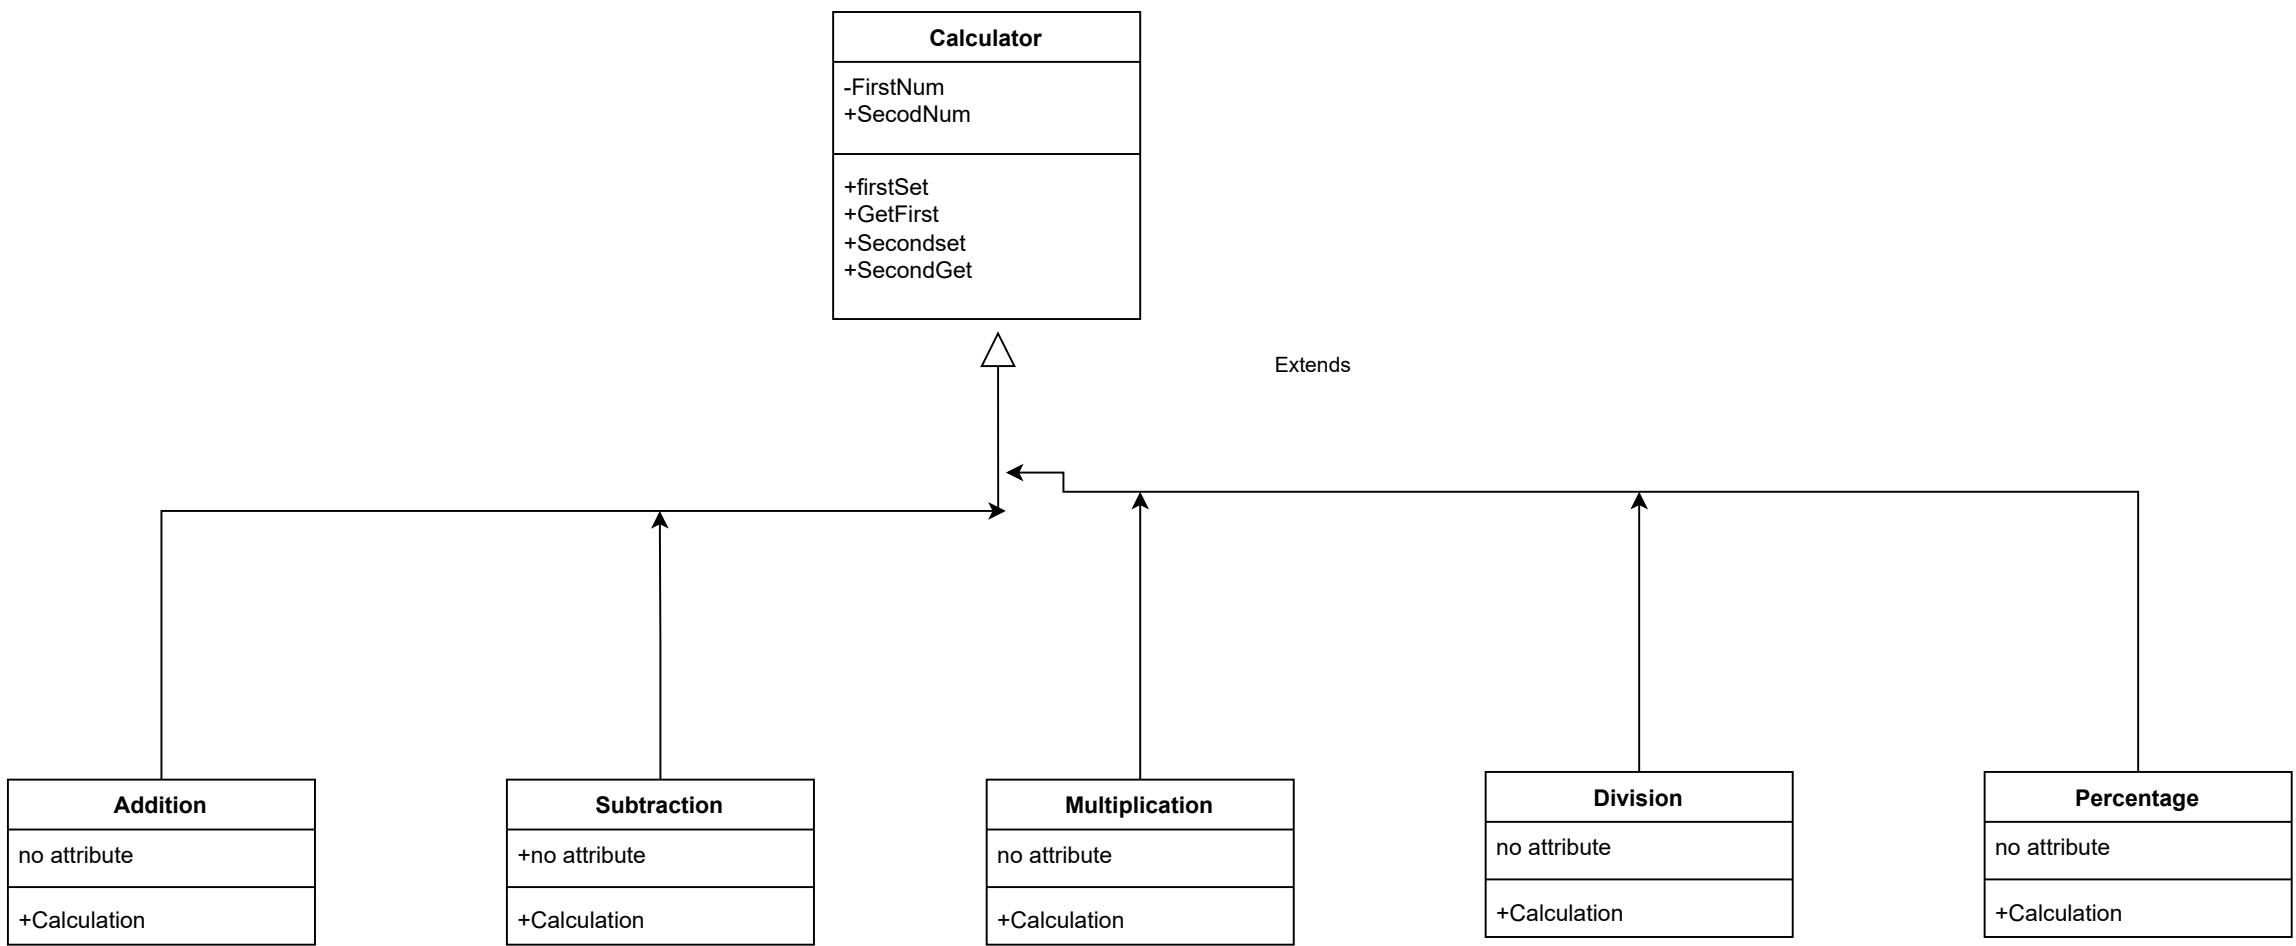 Calculator
-FirstNum
+SecodNum
+firstSet
+GetFirst
+Secondset
+SecondGet
Extends
Addition
no attribute
+Calculation
Subtraction
+no attribute
+Calculation
Multiplication
no attribute
+Calculation
Division
no attribute
+Calculation
Percentage
no attribute
+Calculation